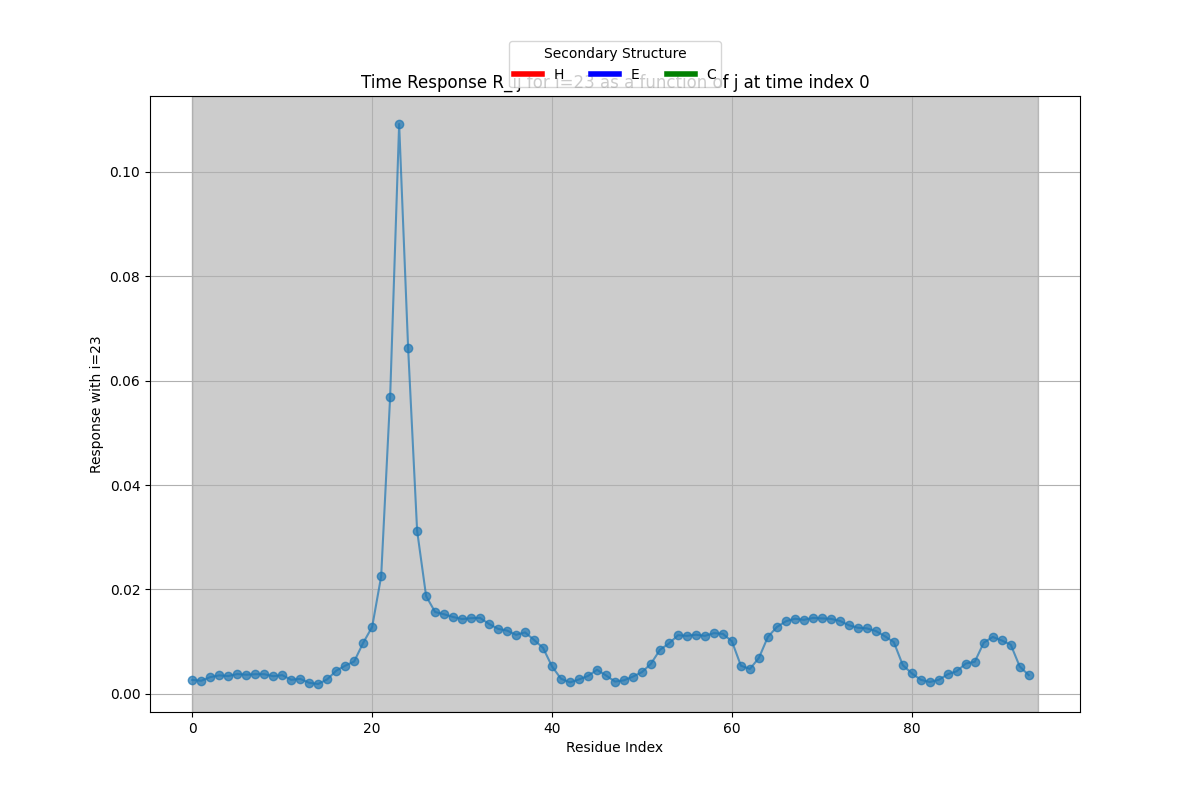 Secondary Structure
H E C
Time Response R_ij for i=23 as a function of j at time index 0
0.10
0.08
0.06
0.04
0.02
0.00
Response with i=23
0 20 40 60 80
Residue Index